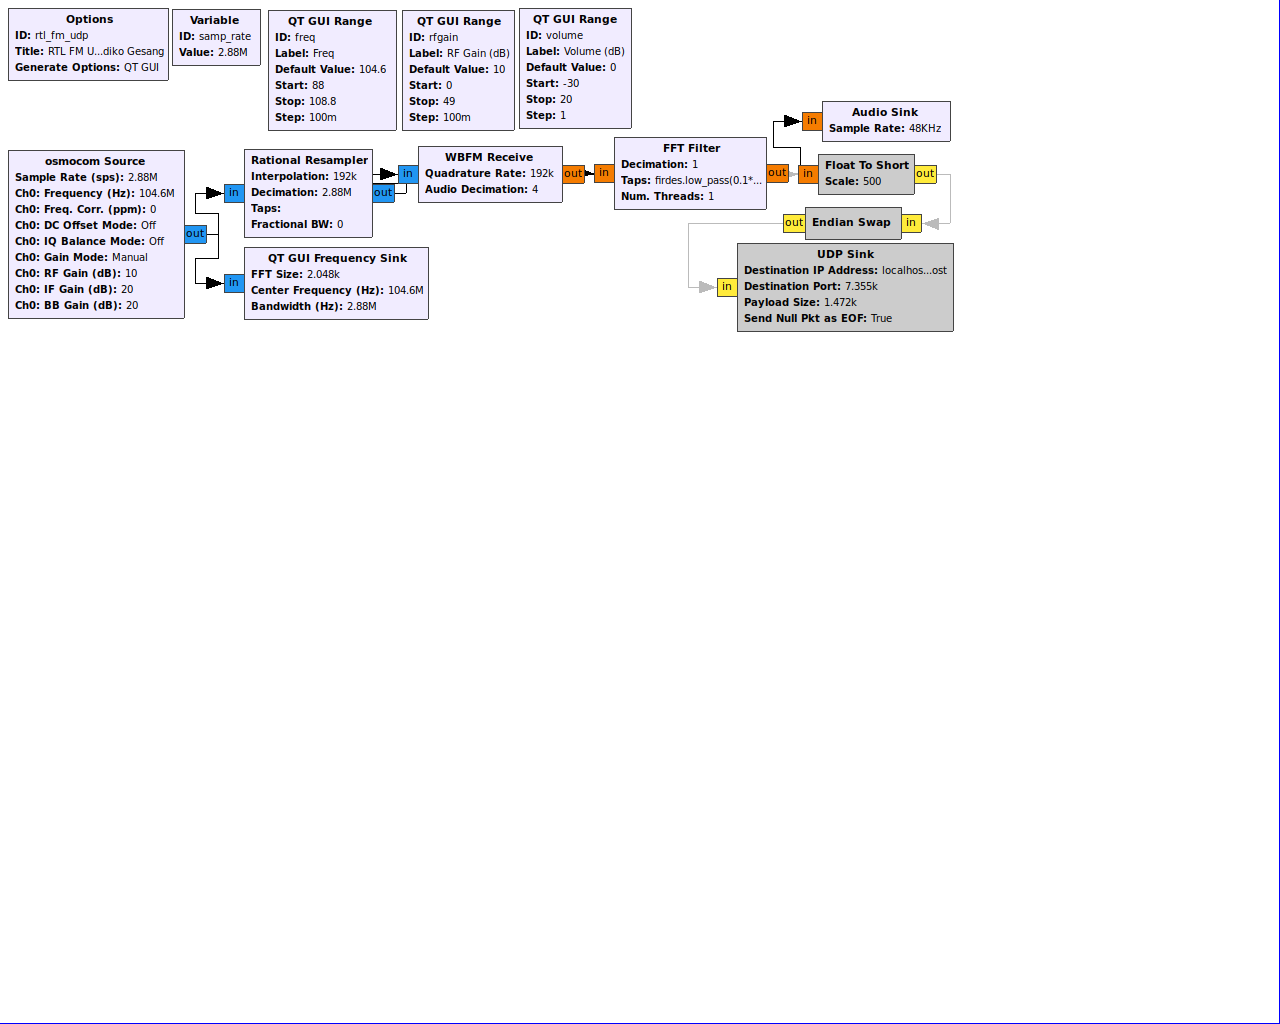 Options
ID: rtl_fm_udp
Title: RTL FM U...diko Gesang
Generate Options: QT GUI
Variable
ID: samp_rate
Value: 2.88M
QT GUI Range
ID: freq
Label: Freq
Default Value: 104.6
Start: 88
Stop: 108.8
Step: 100m
QT GUI Range
ID: rfgain
Label: RF Gain (dB)
Default Value: 10
Start: 0
Stop: 49
Step: 100m
QT GUI Range
ID: volume
Label: Volume (dB)
Default Value: 0
Start: -30
Stop: 20
Step: 1
osmocom Source
Sample Rate (sps): 2.88M
Ch0: Frequency (Hz): 104.6M
Ch0: Freq. Corr. (ppm): 0
Ch0: DC Offset Mode: Off
Ch0: IQ Balance Mode: Off
Ch0: Gain Mode: Manual
Ch0: RF Gain (dB): 10
Ch0: IF Gain (dB): 20
Ch0: BB Gain (dB): 20
out
in
Rational Resampler
Interpolation: 192k
Decimation: 2.88M
Taps:
Fractional BW: 0
out
in
QT GUI Frequency Sink
FFT Size: 2.048k
Center Frequency (Hz): 104.6M
Bandwidth (Hz): 2.88M
in
WBFM Receive
Quadrature Rate: 192k
Audio Decimation: 4
out
in
FFT Filter
Decimation: 1
Taps: firdes.low_pass(0.1*...
Num. Threads: 1
out
in
Audio Sink
Sample Rate: 48KHz
in
Float To Short
Scale: 500
out
out
Endian Swap
in
in
UDP Sink
Destination IP Address: localhos...ost
Destination Port: 7.355k
Payload Size: 1.472k
Send Null Pkt as EOF: True